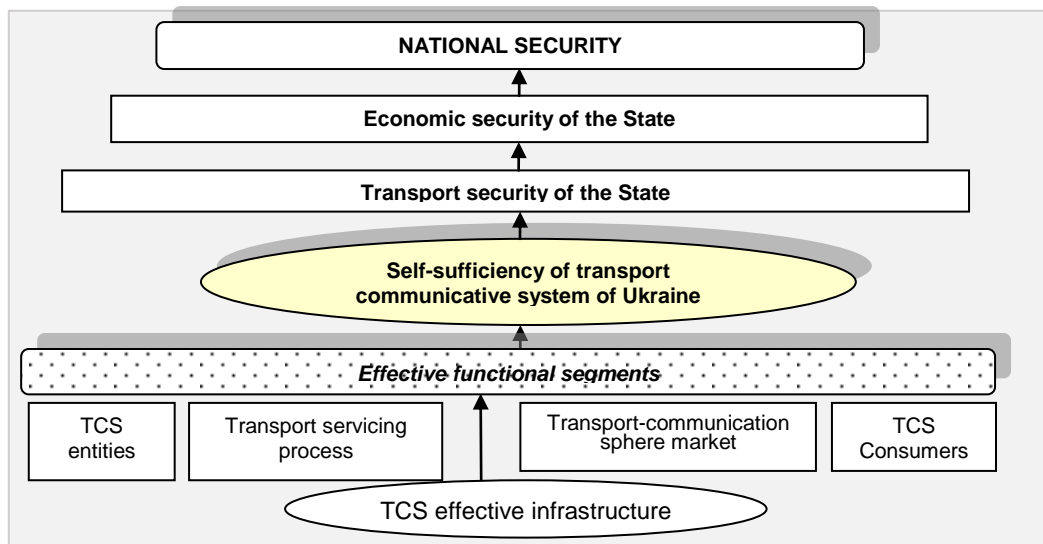 NATIONAL SECURITY
Economic security of the State
Transport security of the State
Self-sufficiency of transport
communicative system of Ukraine
Effective functional segments
TCS
entities
Transport servicing
process
Transport-communication
sphere market
TCS
Consumers
TCS effective infrastructure